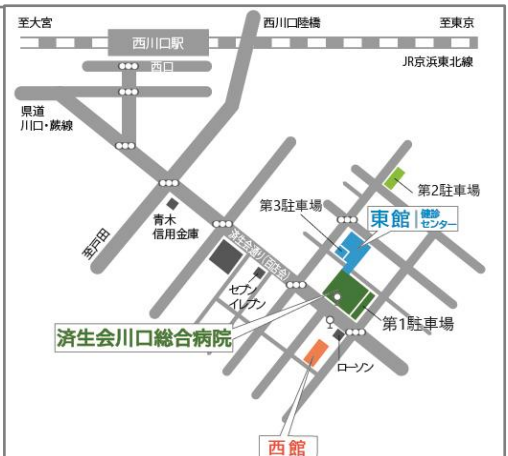 至大宮
西川口陸橋
至東京
西川口駅
西口
JR京浜東北線
県道
川口・蕨線
第2駐車場
第3駐車場
東館
健診
センター
青木
信用金庫
至戸田
済生会通り(百店会)
セブン
イレブン
第1駐車場
済生会川口総合病院
ローソン
西館